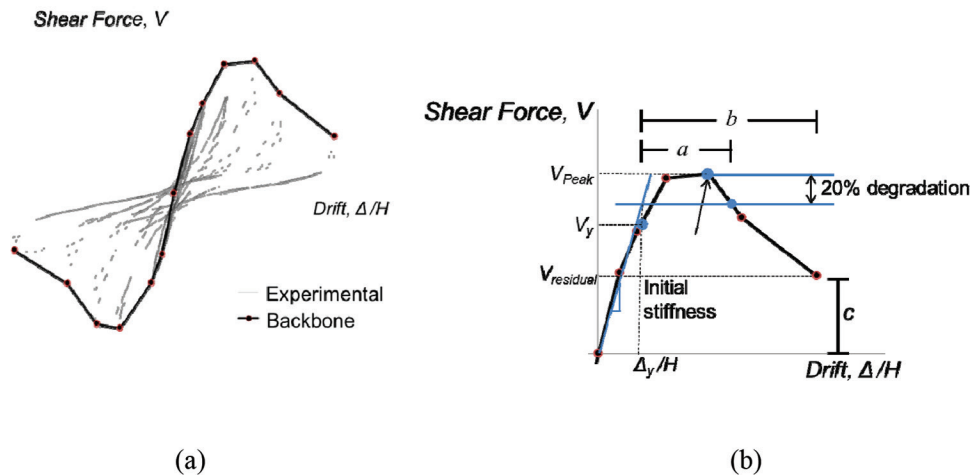 Shear Force, V
Drift, Δ/H
Experimental
Backbone
(a)
Shear Force, V
b
a
V_Peak
20% degradation
V_y
V_residual
Initial
stiffness
c
Δ_y/H
Drift, Δ/H
(b)